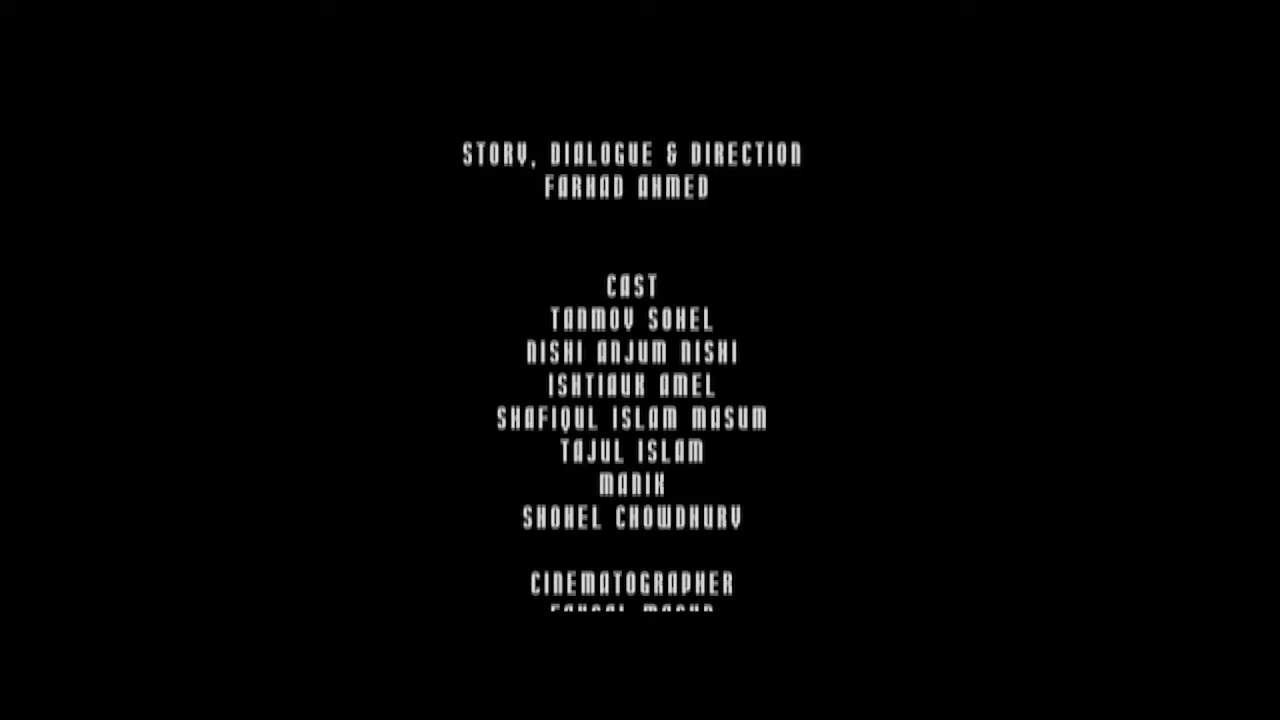 STORY, DIALOGUE & DIRECTION
FARHAD AHMED
CAST
TANMOY SOHEL
NISHI ANJUM NISHI
ISHTIAUK AMEL
SHAFIQUL ISLAM MASUM
TAJUL ISLAM
MANIK
SHOHEL CHOWDHURY
CINEMATOGRAPHER